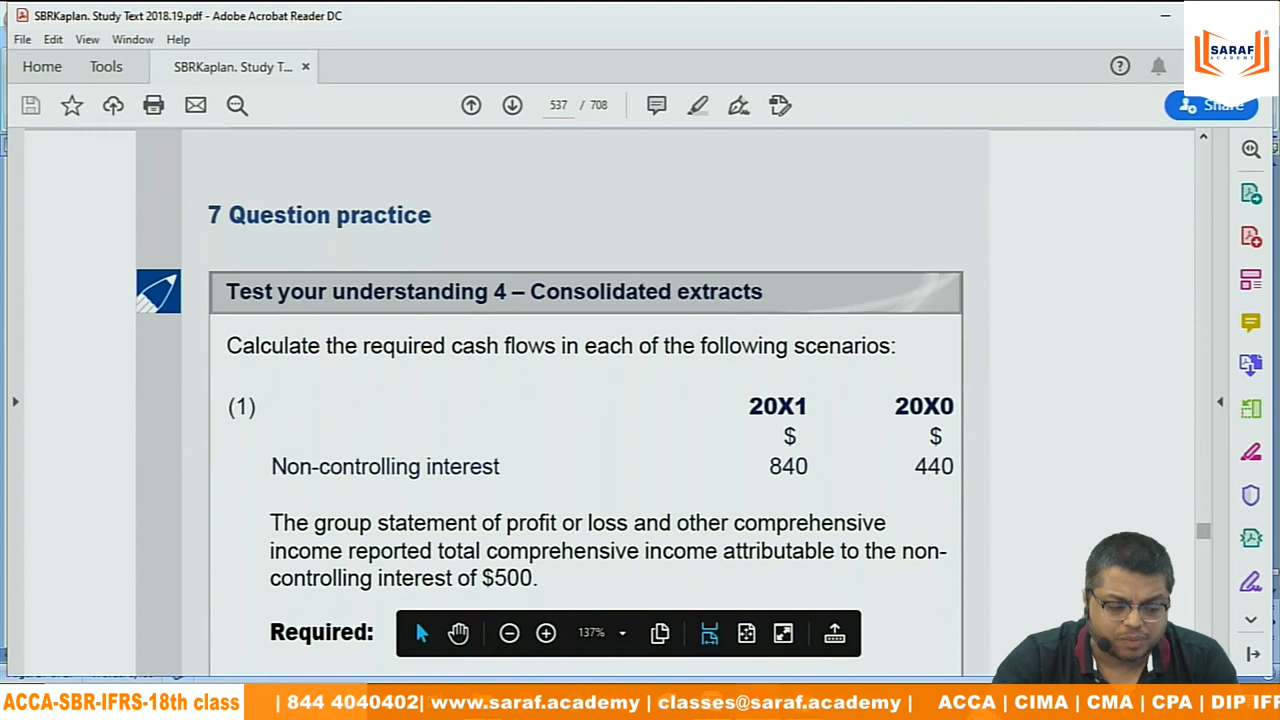 SBRKaplan. Study Text 2018.19.pdf - Adobe Acrobat Reader DC
File Edit View Window Help
Home Tools SBRKaplan. Study T... ×
537 / 708
Share
SARAF
ACADEMY
7 Question practice
Test your understanding 4 – Consolidated extracts
Calculate the required cash flows in each of the following scenarios:
(1) 20X1 20X0
$ $
Non-controlling interest 840 440
The group statement of profit or loss and other comprehensive
income reported total comprehensive income attributable to the non-
controlling interest of $500.
Required:
137%
ACCA-SBR-IFRS-18th class | 844 4040402| www.saraf.academy | classes@saraf.academy | ACCA | CIMA | CMA | CPA | DIP IFR